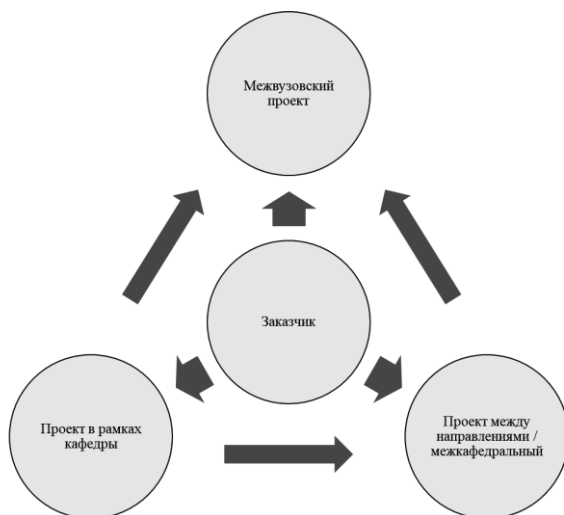 Межвузовский
проект
Заказчик
Проект в рамках
кафедры
Проект между
направлениями /
межкафедральный